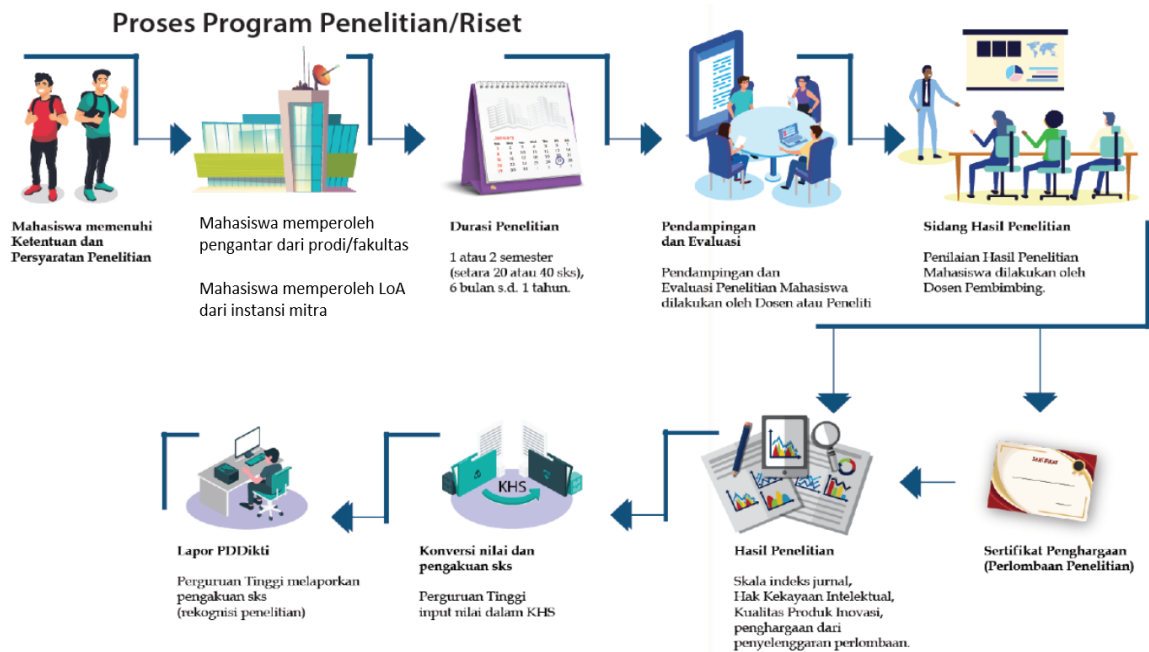 Proses Program Penelitian/Riset
Mahasiswa memenuhi
Ketentuan dan
Persyaratan Penelitian
Mahasiswa memperoleh
pengantar dari prodi/fakultas
Mahasiswa memperoleh LoA
dari instansi mitra
Durasi Penelitian
1 atau 2 semester
(setara 20 atau 40 sks),
6 bulan s.d. 1 tahun.
Pendampingan
dan Evaluasi
Pendampingan dan
Evaluasi Penelitian Mahasiswa
dilakukan oleh Dosen atau Peneliti
Sidang Hasil Penelitian
Penilaian Hasil Penelitian
Mahasiswa dilakukan oleh
Dosen Pembimbing.
Lapor PDDikti
Perguruan Tinggi melaporkan
pengakuan sks
(rekognisi penelitian)
KHS
Konversi nilai dan
pengakuan sks
Perguruan Tinggi
input nilai dalam KHS
Hasil Penelitian
Skala indeks jurnal,
Hak Kekayaan Intelektual,
Kualitas Produk Inovasi,
penghargaan dari
penyelenggaran perlombaan.
Sertifikat Penghargaan
(Perlombaan Penelitian)